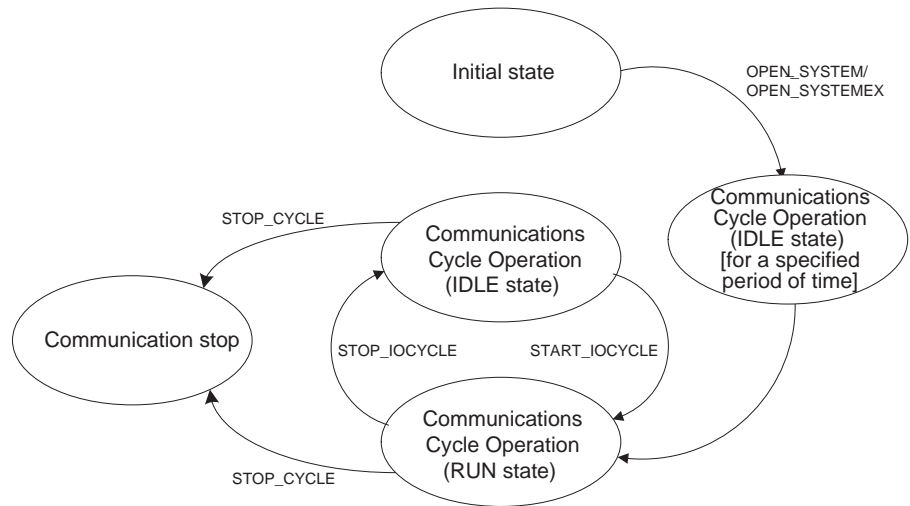 Initial state
OPEN_SYSTEM/
OPEN_SYSTEMEX
Communications
Cycle Operation
(IDLE state)
[for a specified
period of time]
STOP_CYCLE
Communications
Cycle Operation
(IDLE state)
Communication stop
STOP_IOCYCLE
START_IOCYCLE
Communications
Cycle Operation
(RUN state)
STOP_CYCLE